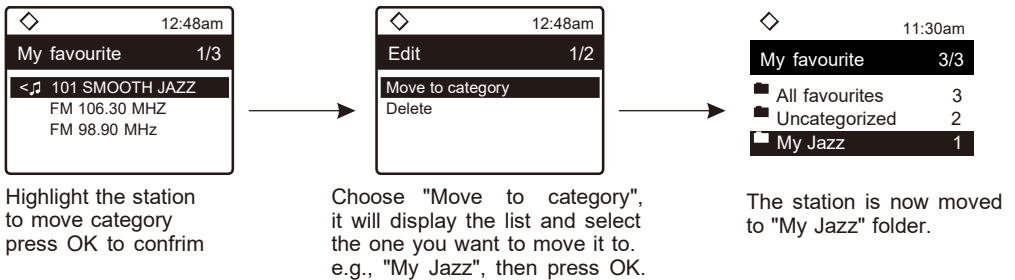 12:48am
My favourite 1/3
<♫ 101 SMOOTH JAZZ
FM 106.30 MHZ
FM 98.90 MHz
Highlight the station
to move category
press OK to confrim
12:48am
Edit 1/2
Move to category
Delete
Choose "Move to category",
it will display the list and select
the one you want to move it to.
e.g., "My Jazz", then press OK.
11:30am
My favourite 3/3
All favourites 3
Uncategorized 2
My Jazz 1
The station is now moved
to "My Jazz" folder.